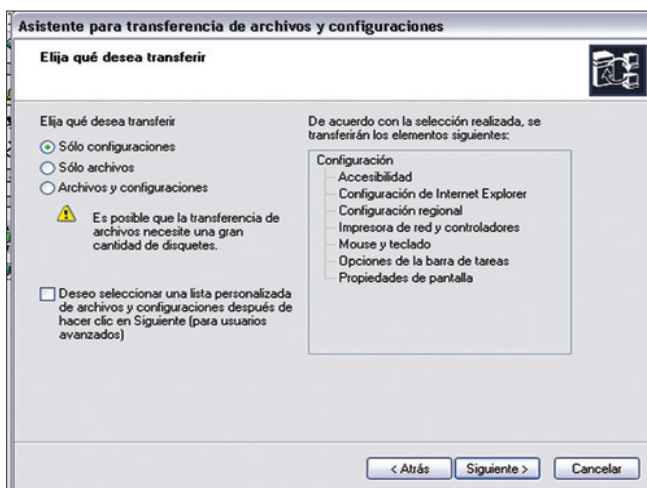 Asistente para transferencia de archivos y configuraciones
Elija qué desea transferir
Elija qué desea transferir
Sólo configuraciones
Sólo archivos
Archivos y configuraciones
Es posible que la transferencia de
archivos necesite una gran
cantidad de disquetes.
Deseo seleccionar una lista personalizada
de archivos y configuraciones después de
hacer clic en Siguiente (para usuarios
avanzados)
De acuerdo con la selección realizada, se
transferirán los elementos siguientes:
Configuración
Accesibilidad
Configuración de Internet Explorer
Configuración regional
Impresora de red y controladores
Mouse y teclado
Opciones de la barra de tareas
Propiedades de pantalla
< Atrás
Siguiente >
Cancelar